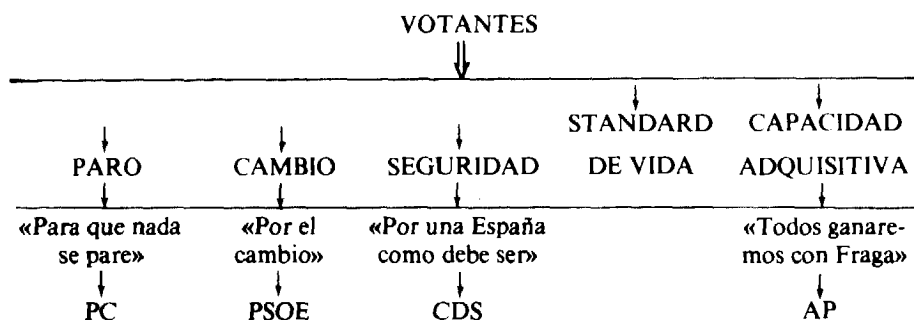 VOTANTES
STANDARD CAPACIDAD
PARO CAMBIO SEGURIDAD DE VIDA ADQUISITIVA
«Para que nada «Por el «Por una España «Todos ganare-
se pare» cambio» como debe ser» mos con Fraga»
PC PSOE CDS AP